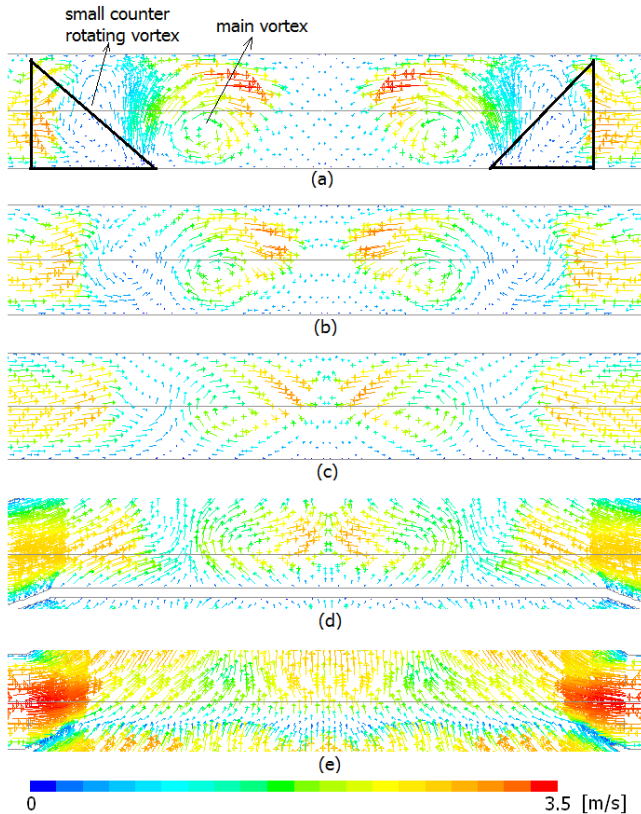 small counter
rotating vortex
main vortex
(a)
(b)
(c)
(d)
(e)
0
3.5 [m/s]